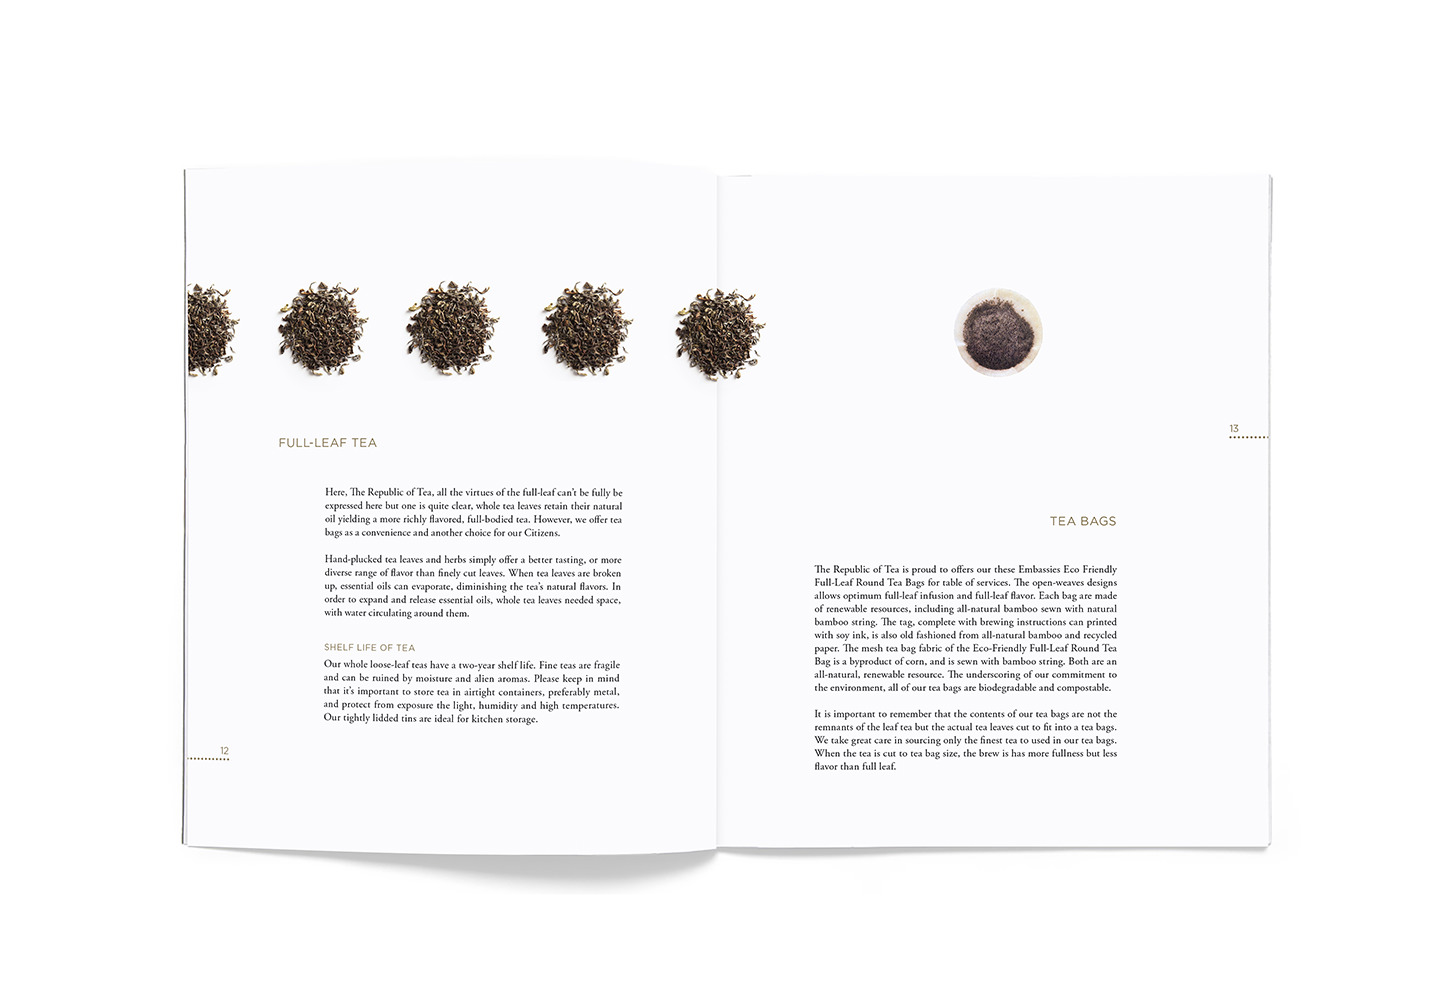 FULL-LEAF TEA
Here, The Republic of Tea, all the virtues of the full-leaf can't be fully be
expressed here but one is quite clear, whole tea leaves retain their natural
oil yielding a more richly flavored, full-bodied tea. However, we offer tea
bags as a convenience and another choice for our Citizens.
Hand-plucked tea leaves and herbs simply offer a better tasting, or more
diverse range of flavor than finely cut leaves. When tea leaves are broken
up, essential oils can evaporate, diminishing the tea's natural flavors. In
order to expand and release essential oils, whole tea leaves needed space,
with water circulating around them.
SHELF LIFE OF TEA
Our whole loose-leaf teas have a two-year shelf life. Fine teas are fragile
and can be ruined by moisture and alien aromas. Please keep in mind
that it's important to store tea in airtight containers, preferably metal,
and protect from exposure the light, humidity and high temperatures.
Our tightly lidded tins are ideal for kitchen storage.
12
13
TEA BAGS
The Republic of Tea is proud to offers our these Embassies Eco Friendly
Full-Leaf Round Tea Bags for table of services. The open-weaves designs
allows optimum full-leaf infusion and full-leaf flavor. Each bag are made
of renewable resources, including all-natural bamboo sewn with natural
bamboo string. The tag, complete with brewing instructions can printed
with soy ink, is also old fashioned from all-natural bamboo and recycled
paper. The mesh tea bag fabric of the Eco-Friendly Full-Leaf Round Tea
Bag is a byproduct of corn, and is sewn with bamboo string. Both are an
all-natural, renewable resource. The underscoring of our commitment to
the environment, all of our tea bags are biodegradable and compostable.
It is important to remember that the contents of our tea bags are not the
remnants of the leaf tea but the actual tea leaves cut to fit into a tea bags.
We take great care in sourcing only the finest tea to used in our tea bags.
When the tea is cut to tea bag size, the brew is has more fullness but less
flavor than full leaf.